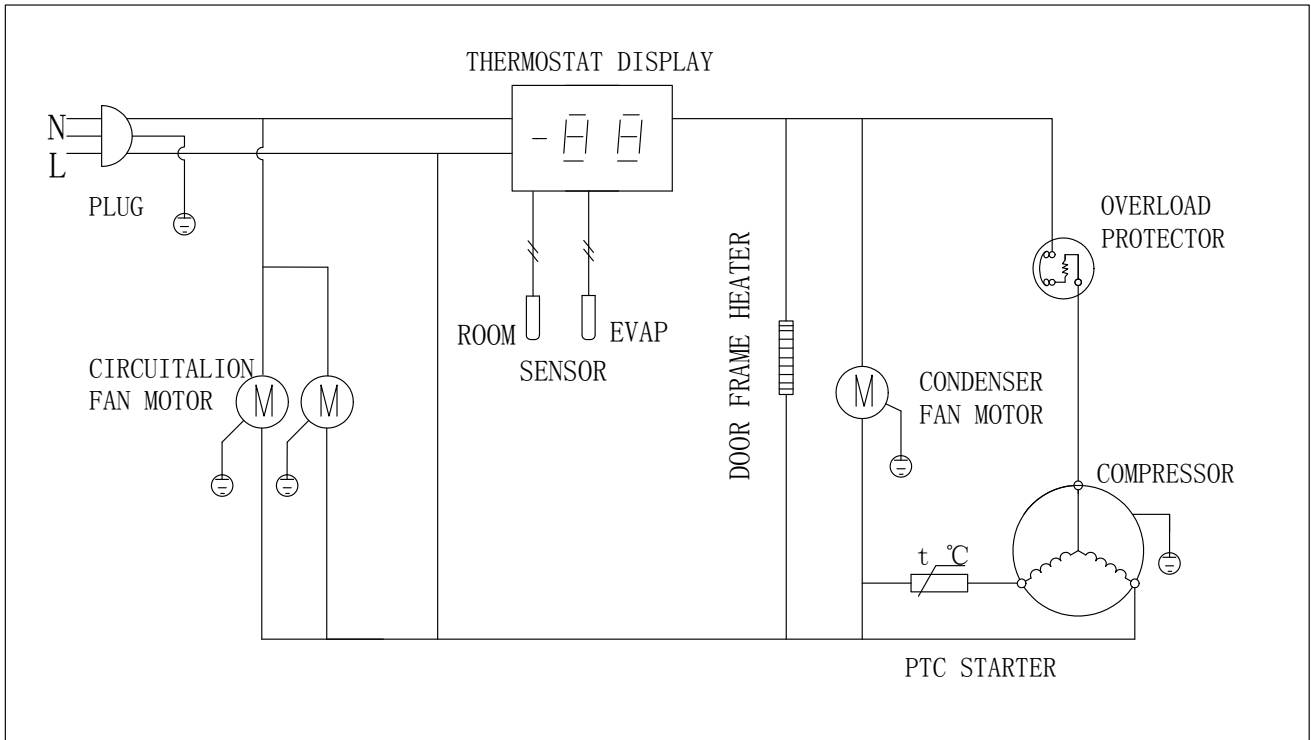 THERMOSTAT DISPLAY
N
L
PLUG
-88
OVERLOAD
PROTECTOR
DOOR FRAME HEATER
ROOM
EVAP
SENSOR
CIRCUITALION
FAN MOTOR
M
M
M
CONDENSER
FAN MOTOR
COMPRESSOR
t ℃
PTC STARTER